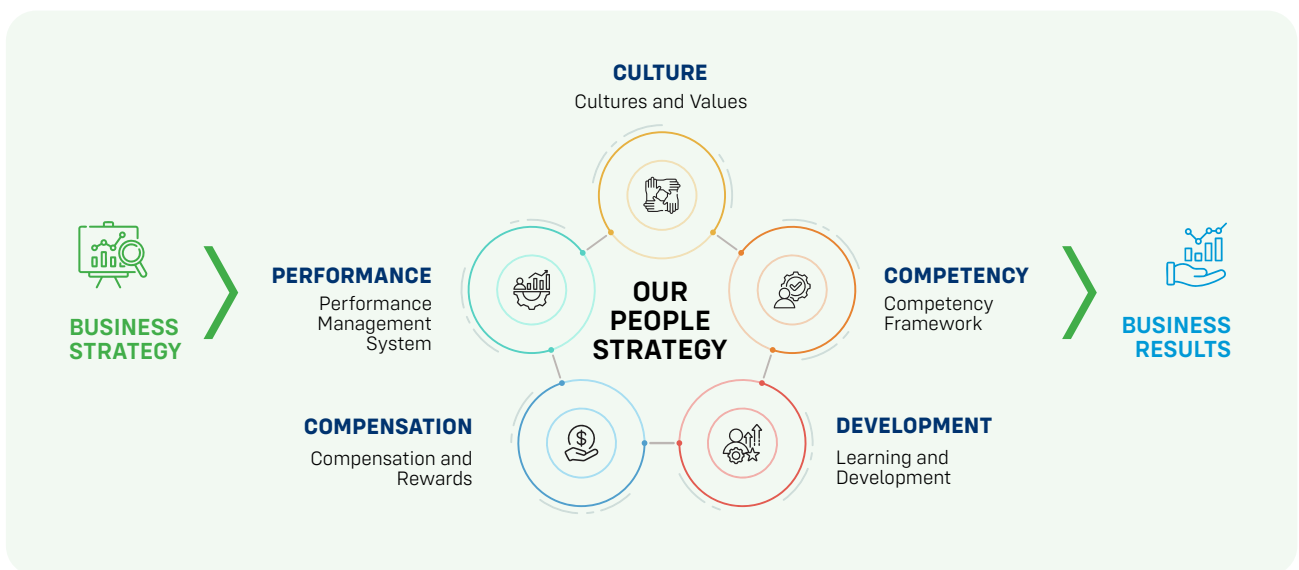 CULTURE
Cultures and Values
BUSINESS
STRATEGY
PERFORMANCE
Performance
Management
System
OUR
PEOPLE
STRATEGY
COMPETENCY
Competency
Framework
BUSINESS
RESULTS
COMPENSATION
Compensation and
Rewards
DEVELOPMENT
Learning and
Development
$